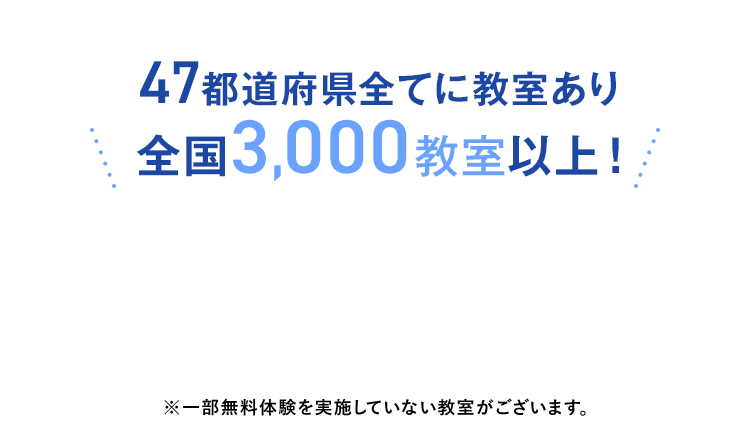 47都道府県全てに教室あり
全国3,000教室以上！
※一部無料体験を実施していない教室がございます。